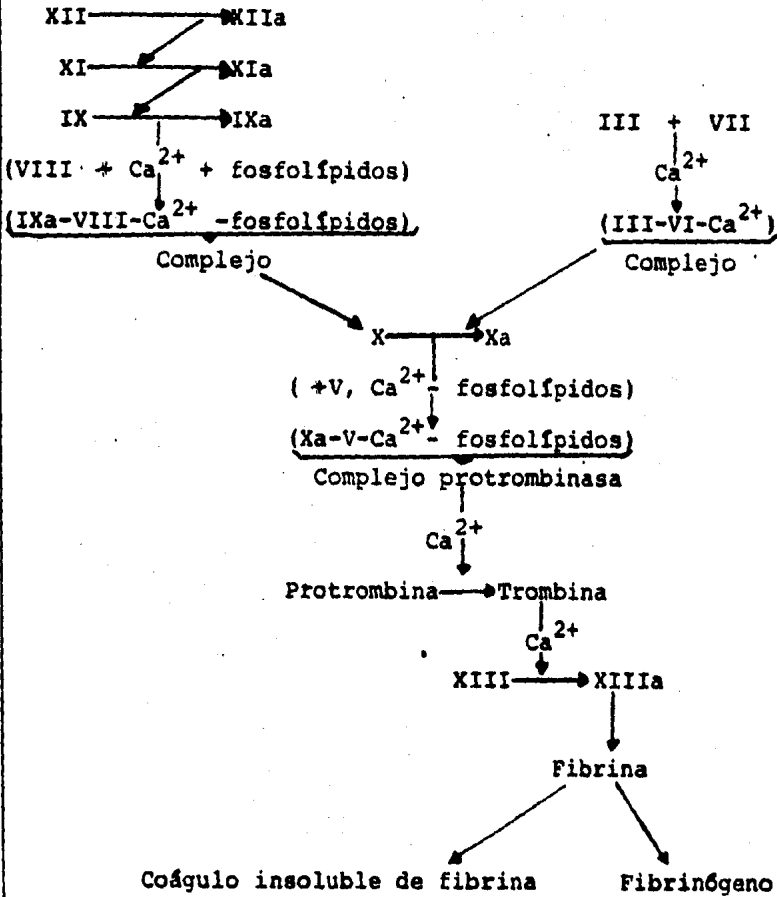 XII XIIa
XI XIa
IX IXa
III + VII
Ca2+
(VIII + Ca2+ + fosfolípidos)
(IXa-VIII-Ca2+ -fosfolípidos)
(III-VI-Ca2+)
Complejo
Complejo
X Xa
( +V, Ca2+- fosfolípidos)
(Xa-V-Ca2+- fosfolípidos)
Complejo protrombinasa
Ca2+
Protrombina Trombina
Ca2+
XIII XIIIa
Fibrina
Coágulo insoluble de fibrina Fibrinógeno